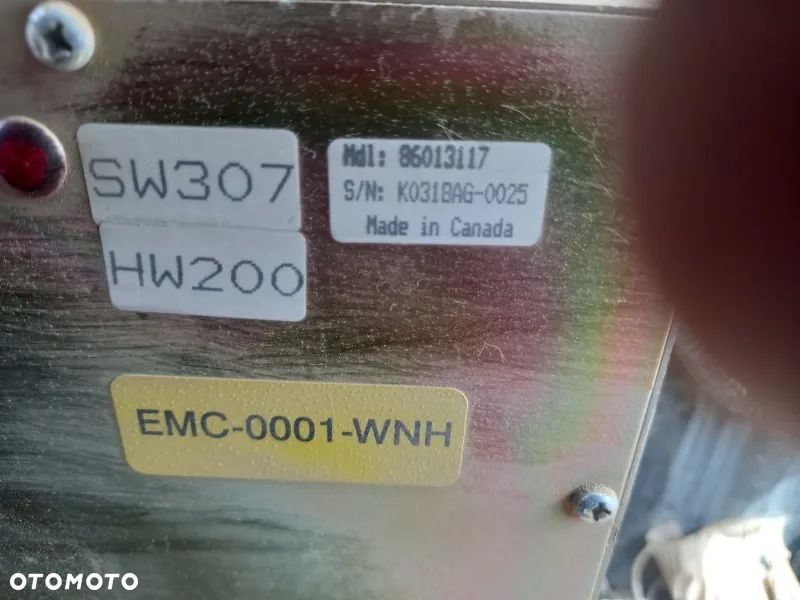 SW307
HW200
Mdl: 86013117
S/N: K031BAG-0025
Made in Canada
EMC-0001-WNH
OTOMOTO